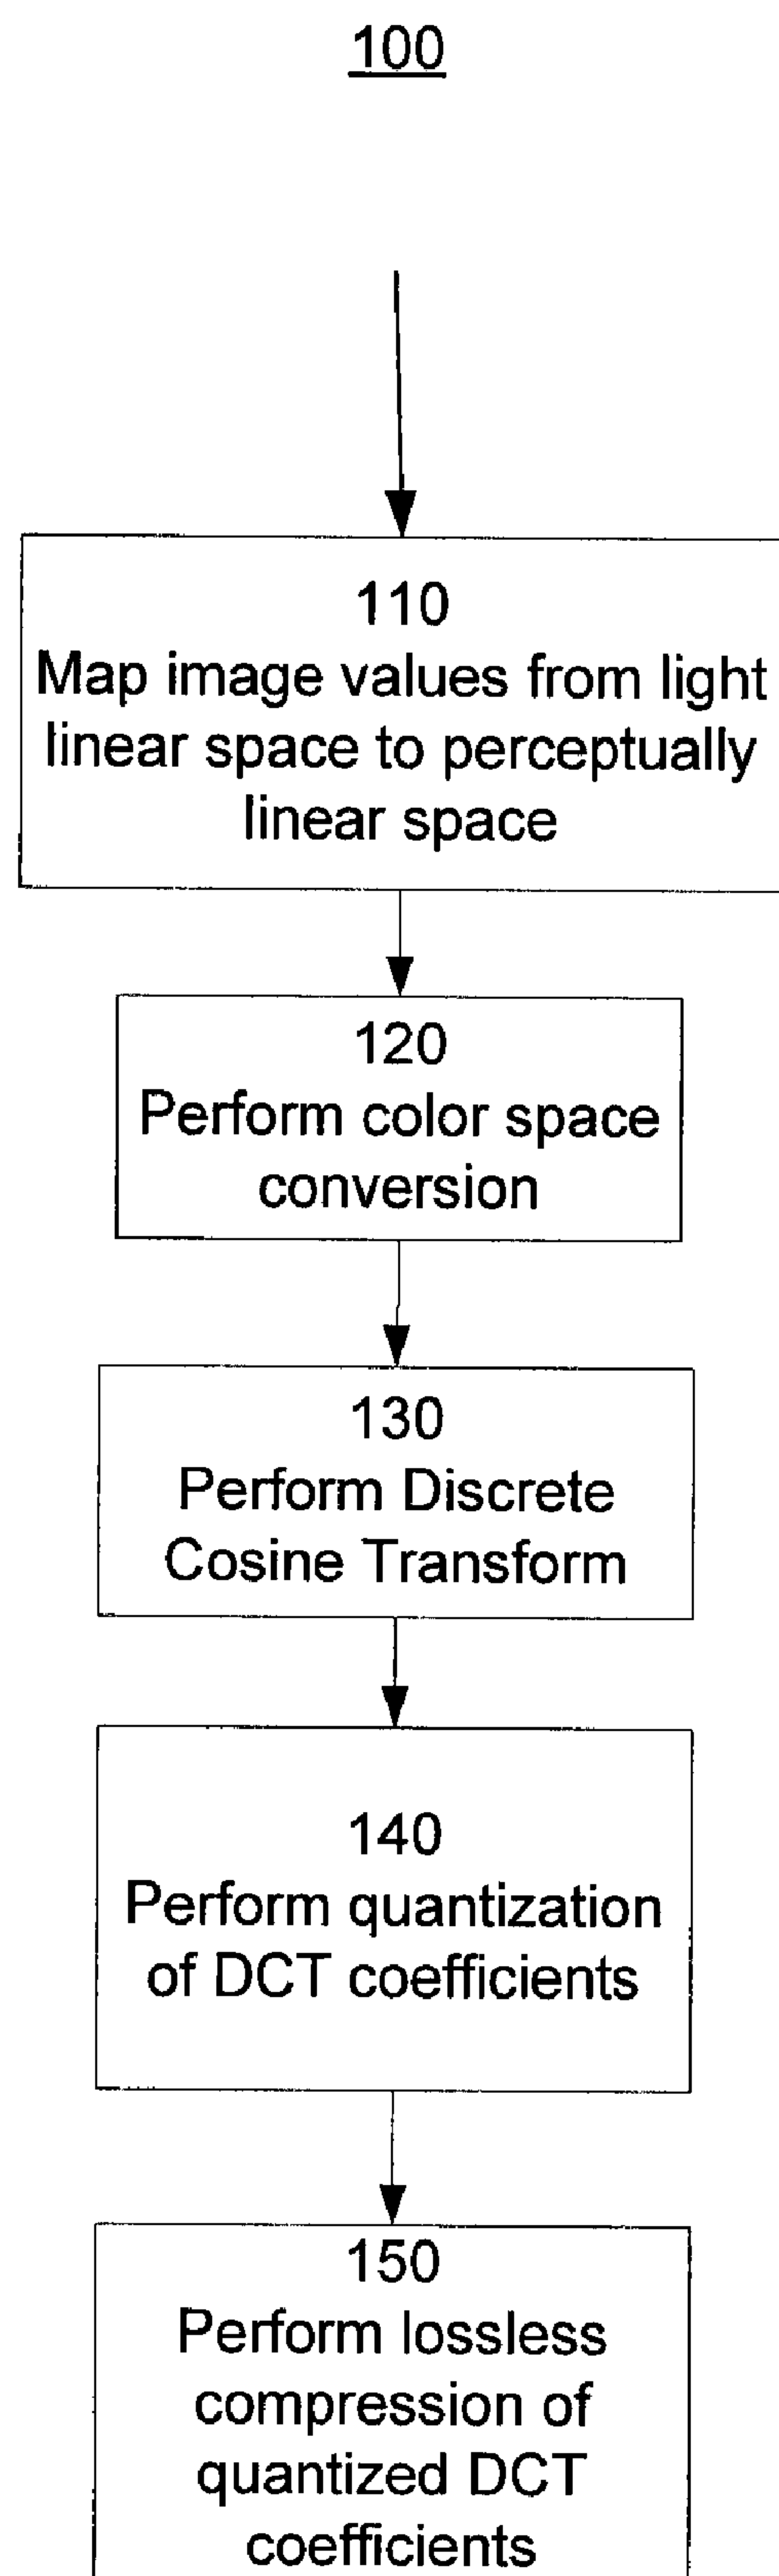 100
110
Map image values from light
linear space to perceptually
linear space
120
Perform color space
conversion
130
Perform Discrete
Cosine Transform
140
Perform quantization
of DCT coefficients
150
Perform lossless
compression of
quantized DCT
coefficients